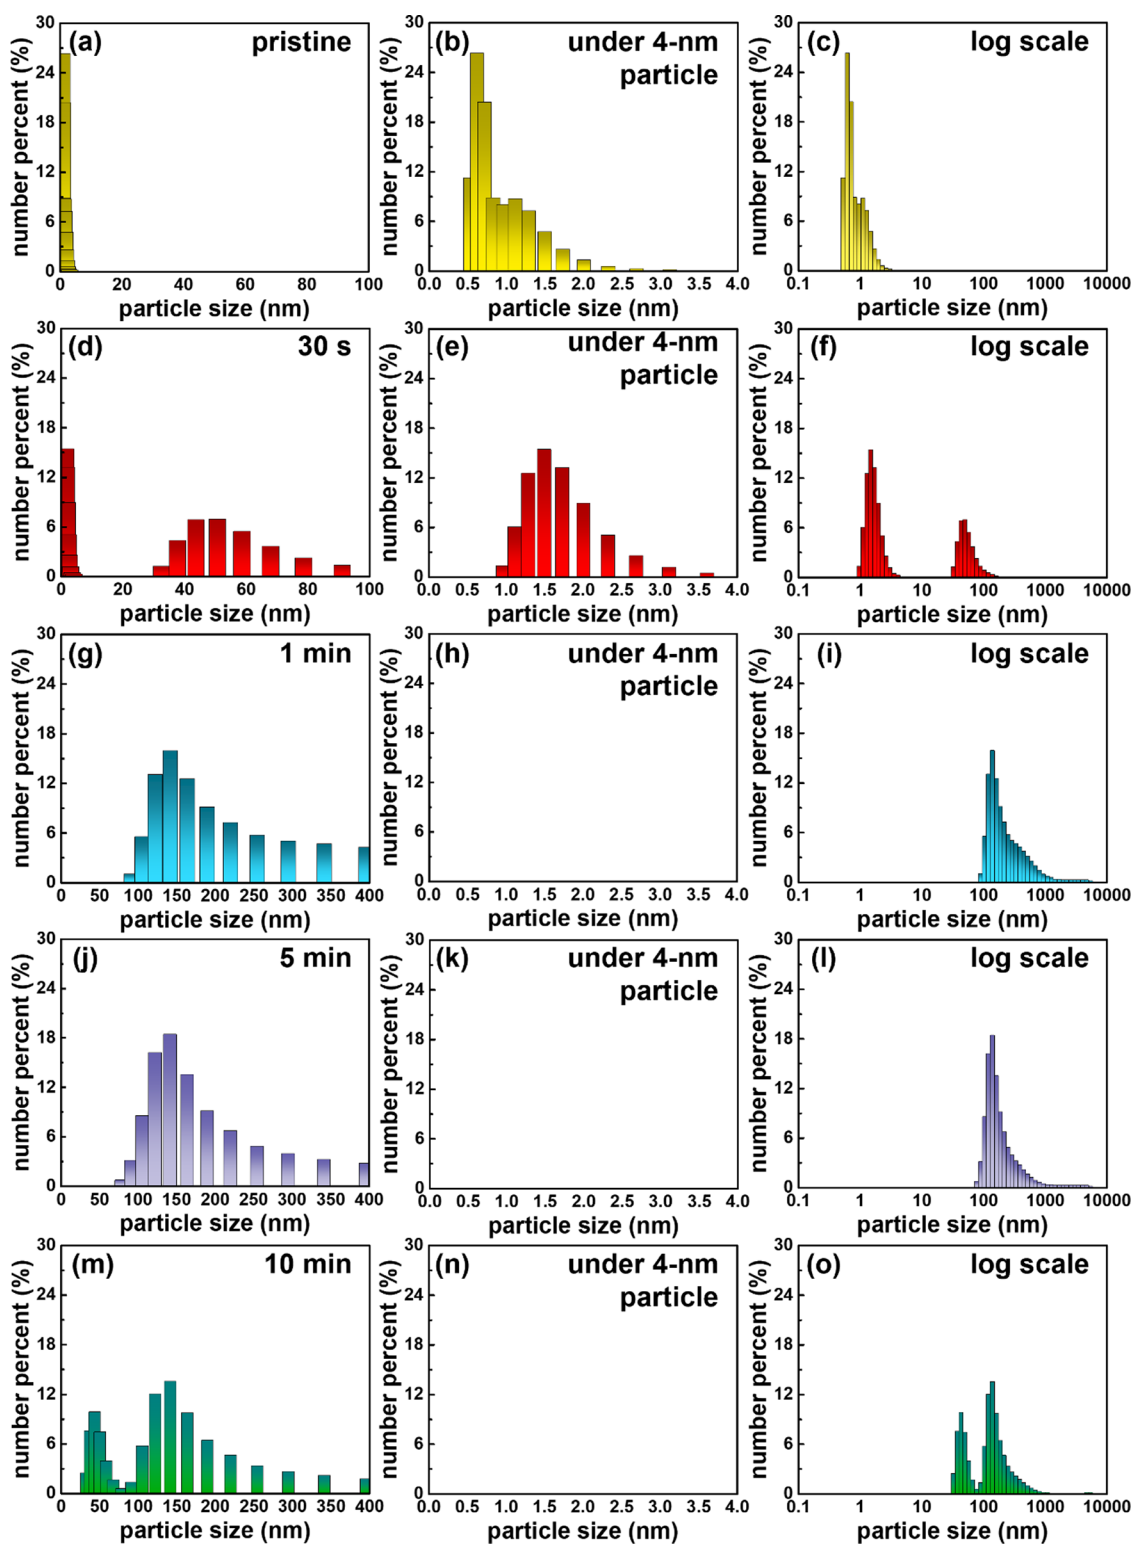 (a) pristine
number percent (%)
30
24
18
12
6
0
0 20 40 60 80 100
particle size (nm)
(b) under 4-nm
particle
number percent (%)
30
24
18
12
6
0
0.0 0.5 1.0 1.5 2.0 2.5 3.0 3.5 4.0
particle size (nm)
(c) log scale
number percent (%)
30
24
18
12
6
0
0.1 1 10 100 1000 10000
particle size (nm)
(d) 30 s
number percent (%)
30
24
18
12
6
0
0 20 40 60 80 100
particle size (nm)
(e) under 4-nm
particle
number percent (%)
30
24
18
12
6
0
0.0 0.5 1.0 1.5 2.0 2.5 3.0 3.5 4.0
particle size (nm)
(f) log scale
number percent (%)
30
24
18
12
6
0
0.1 1 10 100 1000 10000
particle size (nm)
(g) 1 min
number percent (%)
30
24
18
12
6
0
0 50 100 150 200 250 300 350 400
particle size (nm)
(h) under 4-nm
particle
number percent (%)
30
24
18
12
6
0
0.0 0.5 1.0 1.5 2.0 2.5 3.0 3.5 4.0
particle size (nm)
(i) log scale
number percent (%)
30
24
18
12
6
0
0.1 1 10 100 1000 10000
particle size (nm)
(j) 5 min
number percent (%)
30
24
18
12
6
0
0 50 100 150 200 250 300 350 400
particle size (nm)
(k) under 4-nm
particle
number percent (%)
30
24
18
12
6
0
0.0 0.5 1.0 1.5 2.0 2.5 3.0 3.5 4.0
particle size (nm)
(l) log scale
number percent (%)
30
24
18
12
6
0
0.1 1 10 100 1000 10000
particle size (nm)
(m) 10 min
number percent (%)
30
24
18
12
6
0
0 50 100 150 200 250 300 350 400
particle size (nm)
(n) under 4-nm
particle
number percent (%)
30
24
18
12
6
0
0.0 0.5 1.0 1.5 2.0 2.5 3.0 3.5 4.0
particle size (nm)
(o) log scale
number percent (%)
30
24
18
12
6
0
0.1 1 10 100 1000 10000
particle size (nm)